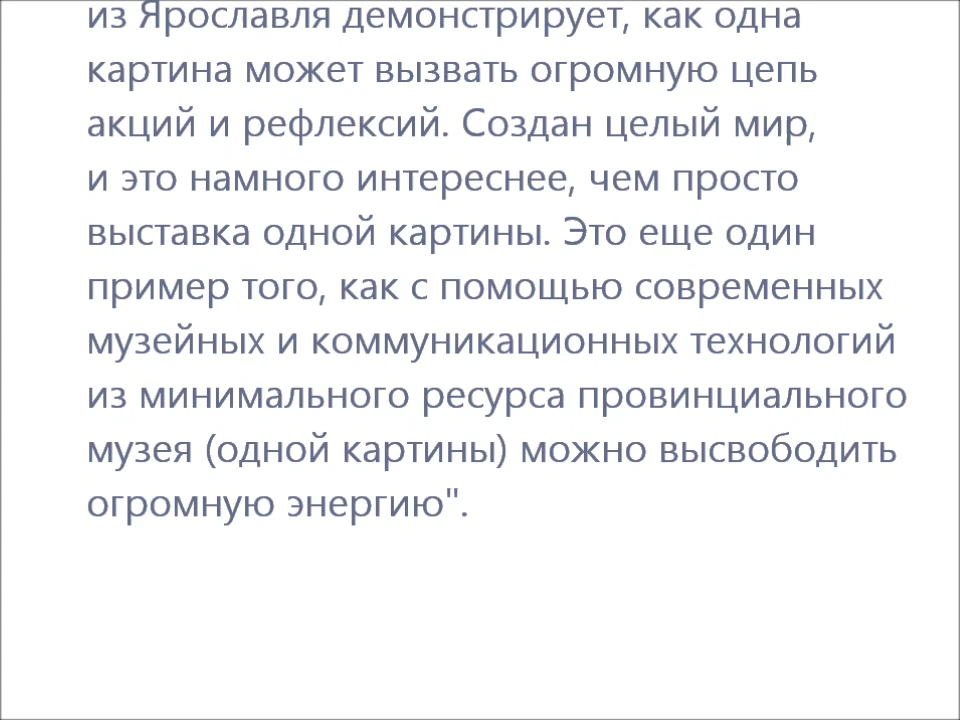 из Ярославля демонстрирует, как одна
картина может вызвать огромную цепь
акций и рефлексий. Создан целый мир,
и это намного интереснее, чем просто
выставка одной картины. Это еще один
пример того, как с помощью современных
музейных и коммуникационных технологий
из минимального ресурса провинциального
музея (одной картины) можно высвободить
огромную энергию".